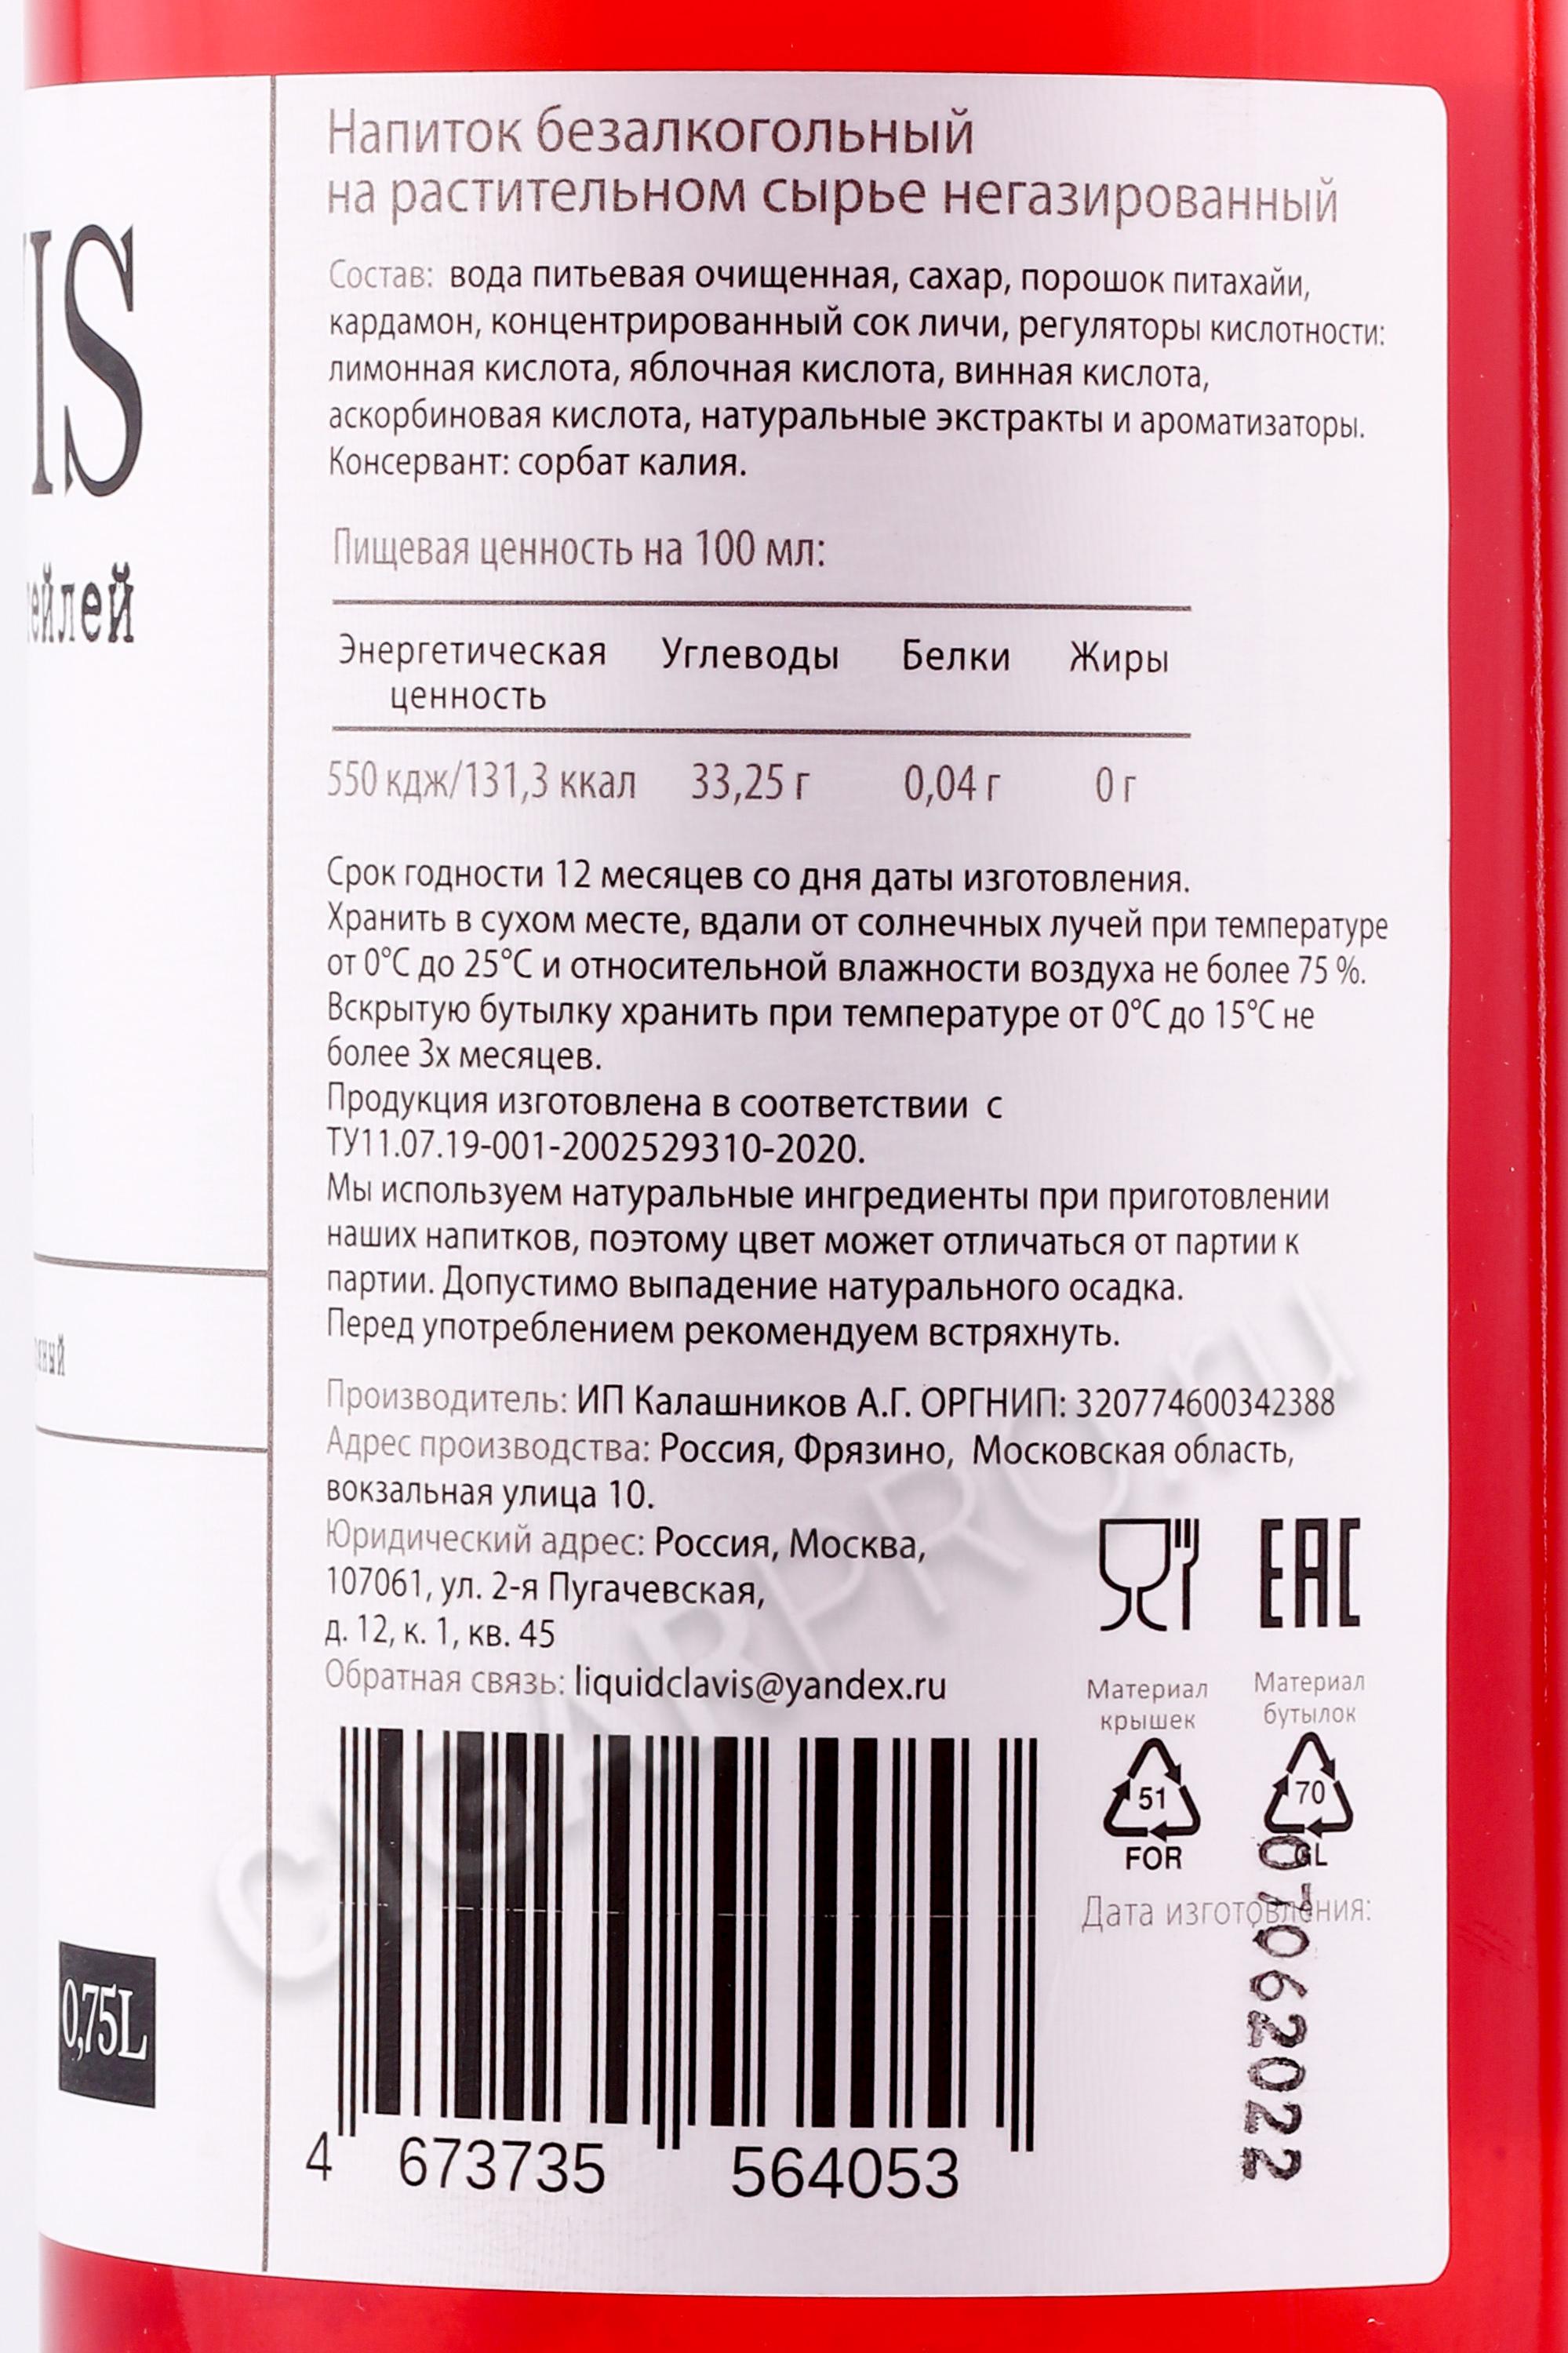 IS
0,75L
Напиток безалкогольный
на растительном сырье негазированный
Состав: вода питьевая очищенная, сахар, порошок питахайи,
кардамон, концентрированный сок личи, регуляторы кислотности:
лимонная кислота, яблочная кислота, винная кислота,
аскорбиновая кислота, натуральные экстракты и ароматизаторы.
Консервант: сорбат калия.
Пищевая ценность на 100 мл:
Энергетическая Углеводы Белки Жиры
ценность
550 кдж/131,3 ккал 33,25 г 0,04 г 0 г
Срок годности 12 месяцев со дня даты изготовления.
Хранить в сухом месте, вдали от солнечных лучей при температуре
от 0°C до 25°C и относительной влажности воздуха не более 75 %.
Вскрытую бутылку хранить при температуре от 0°C до 15°C не
более 3х месяцев.
Продукция изготовлена в соответствии с
ТУ11.07.19-001-2002529310-2020.
Мы используем натуральные ингредиенты при приготовлении
наших напитков, поэтому цвет может отличаться от партии к
партии. Допустимо выпадение натурального осадка.
Перед употреблением рекомендуем встряхнуть.
Производитель: ИП Калашников А.Г. ОРГНИП: 320774600342388
Адрес производства: Россия, Фрязино, Московская область,
вокзальная улица 10.
Юридический адрес: Россия, Москва,
107061, ул. 2-я Пугачевская,
д. 12, к. 1, кв. 45
Обратная связь: liquidclavis@yandex.ru
EAC
Материал
крышек
51
FOR
Материал
бутылок
70
GL
Дата изготовления:
07062022
4 673735 564053
CIGARPRO.ru